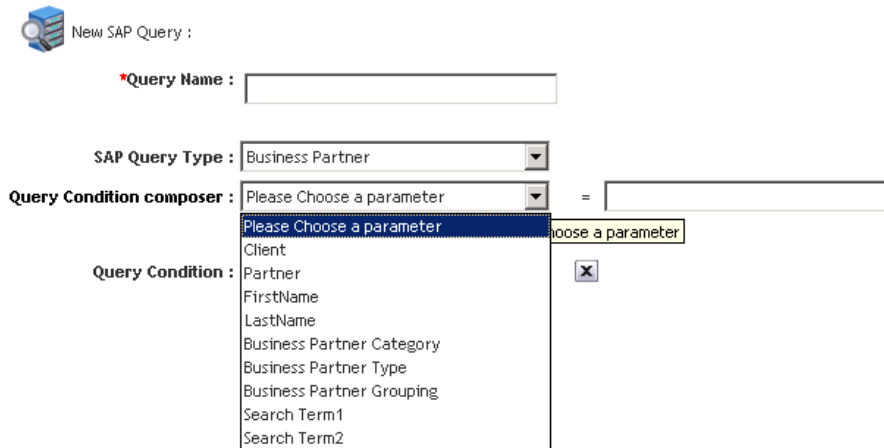 New SAP Query :
*Query Name :
SAP Query Type : Business Partner
Query Condition composer : Please Choose a parameter =
Please Choose a parameter
hoose a parameter
Client
Query Condition :
Partner
X
FirstName
LastName
Business Partner Category
Business Partner Type
Business Partner Grouping
Search Term1
Search Term2